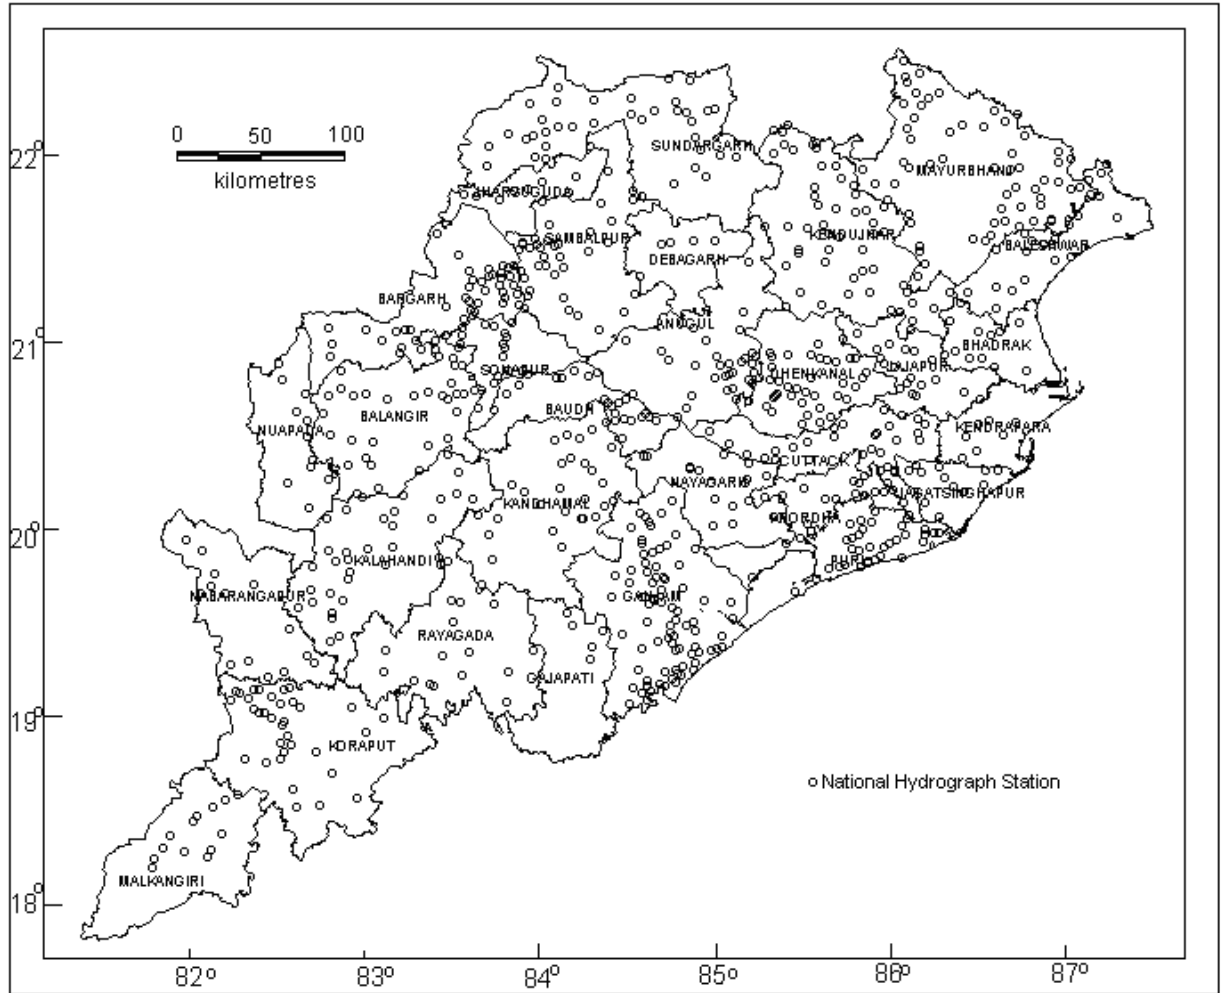 0 50 100
kilometres
22°
21°
20°
19°
18°
SUNDARGARH
JHARSUGUDA
MAYURBHANJ
SAMBALPUR
KENDUJHAR
BALESHWAR
DEBAGARH
BARGARH
ANUGUL
BHADRAK
SONAPUR
DHENKANAL
JAJAPUR
BALANGIR
BAUDH
NUAPADA
KENDRAPARA
CUTTACK
NAYAGARH
JAGATSINGHAPUR
KANDHAMAL
KHORDHA
KALAHANDI
PURI
NABARANGAPUR
GANJAM
RAYAGADA
GAJAPATI
KORAPUT
National Hydrograph Station
MALKANGIRI
82° 83° 84° 85° 86° 87°